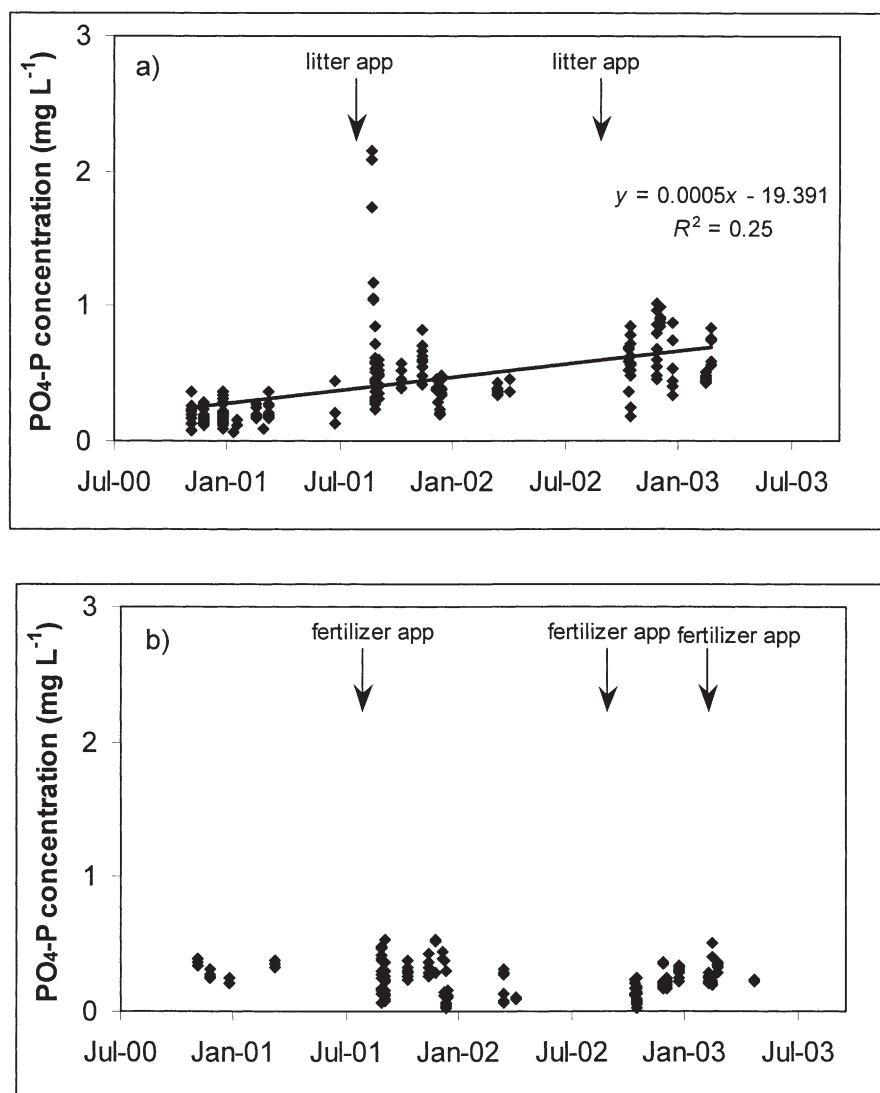 a)
litter app
litter app
3
2
1
0
PO₄-P concentration (mg L⁻¹)
y = 0.0005x - 19.391
R² = 0.25
Jul-00 Jan-01 Jul-01 Jan-02 Jul-02 Jan-03 Jul-03
b)
fertilizer app
fertilizer app
fertilizer app
3
2
1
0
PO₄-P concentration (mg L⁻¹)
Jul-00 Jan-01 Jul-01 Jan-02 Jul-02 Jan-03 Jul-03